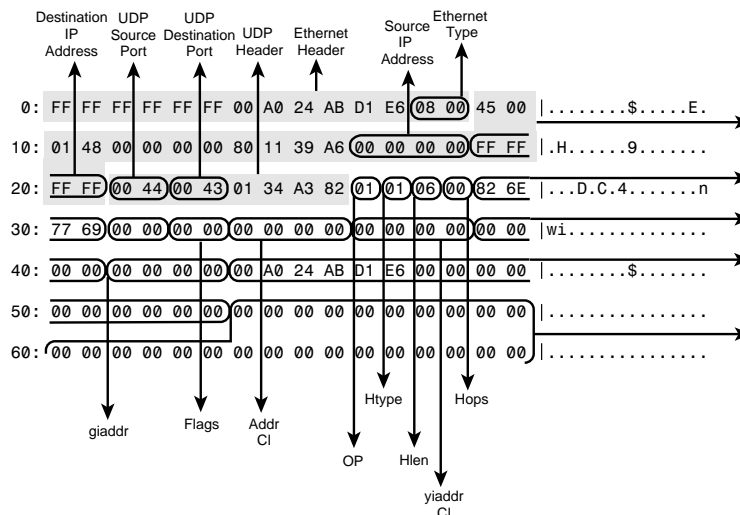 Destination
IP
Address
UDP
Source
Port
UDP
Destination
Port
UDP
Header
Ethernet
Header
Source
IP
Address
Ethernet
Type
0: FF FF FF FF FF FF 00 A0 24 AB D1 E6 08 00 45 00 |........$.....E.
10: 01 48 00 00 00 00 80 11 39 A6 00 00 00 00 FF FF |.H......9.......
20: FF FF 00 44 00 43 01 34 A3 82 01 01 06 00 82 6E |...D.C.4.......n
30: 77 69 00 00 00 00 00 00 00 00 00 00 00 00 00 00 |wi..............
40: 00 00 00 00 00 00 00 A0 24 AB D1 E6 00 00 00 00 |........$.......
50: 00 00 00 00 00 00 00 00 00 00 00 00 00 00 00 00 |................
60: 00 00 00 00 00 00 00 00 00 00 00 00 00 00 00 00 |................
giaddr
Flags
Addr
Cl
OP
Htype
Hlen
Hops
yiaddr
Cl